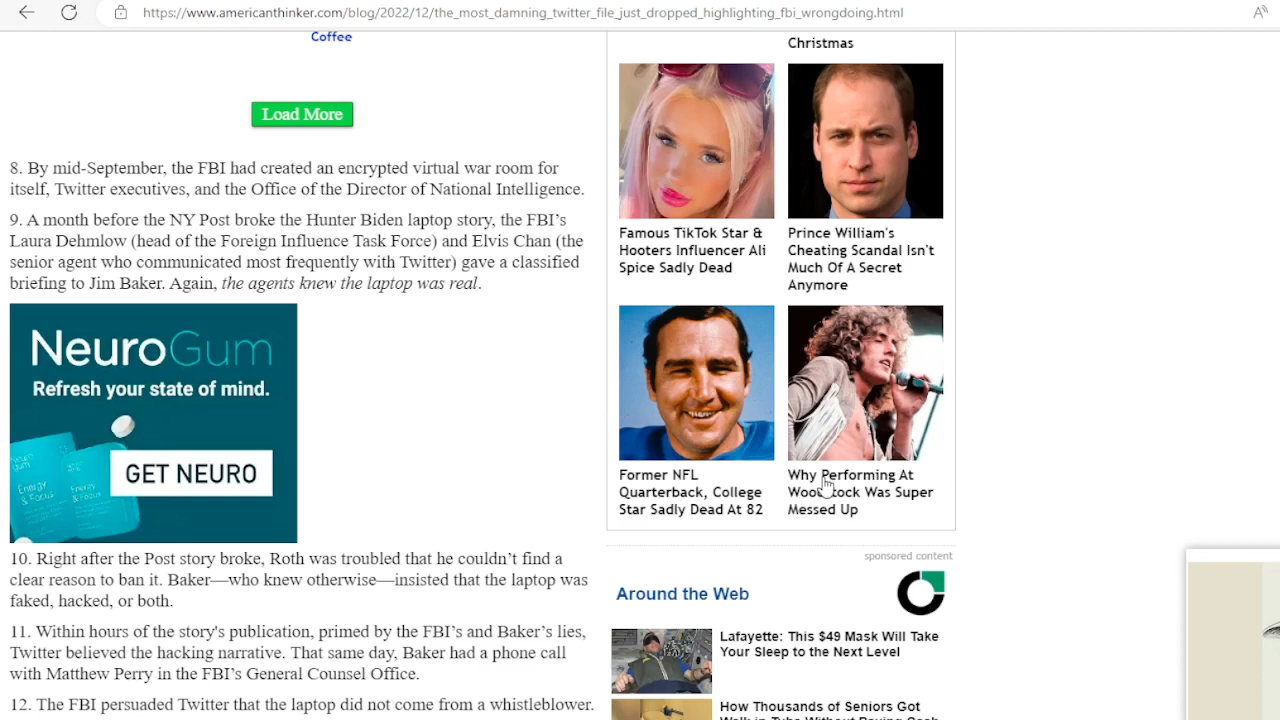 https://www.americanthinker.com/blog/2022/12/the_most_damning_twitter_file_just_dropped_highlighting_fbi_wrongdoing.html
Coffee
Load More
8. By mid-September, the FBI had created an encrypted virtual war room for
itself, Twitter executives, and the Office of the Director of National Intelligence.
9. A month before the NY Post broke the Hunter Biden laptop story, the FBI’s
Laura Dehmlow (head of the Foreign Influence Task Force) and Elvis Chan (the
senior agent who communicated most frequently with Twitter) gave a classified
briefing to Jim Baker. Again, the agents knew the laptop was real.
NeuroGum
Refresh your state of mind.
Neuro
gum
Energy
& Focus
Energy
& Focus
GET NEURO
10. Right after the Post story broke, Roth was troubled that he couldn’t find a
clear reason to ban it. Baker—who knew otherwise—insisted that the laptop was
faked, hacked, or both.
11. Within hours of the story's publication, primed by the FBI’s and Baker’s lies,
Twitter believed the hacking narrative. That same day, Baker had a phone call
with Matthew Perry in the FBI’s General Counsel Office.
12. The FBI persuaded Twitter that the laptop did not come from a whistleblower.
Christmas
Famous TikTok Star &
Hooters Influencer Ali
Spice Sadly Dead
Prince William's
Cheating Scandal Isn't
Much Of A Secret
Anymore
Former NFL
Quarterback, College
Star Sadly Dead At 82
Why Performing At
Woodstock Was Super
Messed Up
sponsored content
Around the Web
Lafayette: This $49 Mask Will Take
Your Sleep to the Next Level
How Thousands of Seniors Got